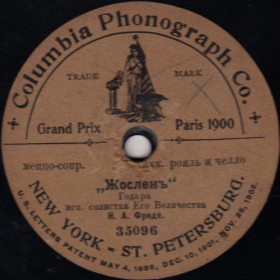 Columbia Phonograph Co.
TRADE MARK
Grand Prix Paris 1900
меццо-сопр. рояль и челло
„Жосленъ“
Годара
исп. солистка Его Величества
Н. А. Фриде.
35096
NEW YORK - ST. PETERSBURG.
U.S. LETTERS PATENT MAY 4, 1886, DEC. 10, 1901, NOV. 25, 1902.